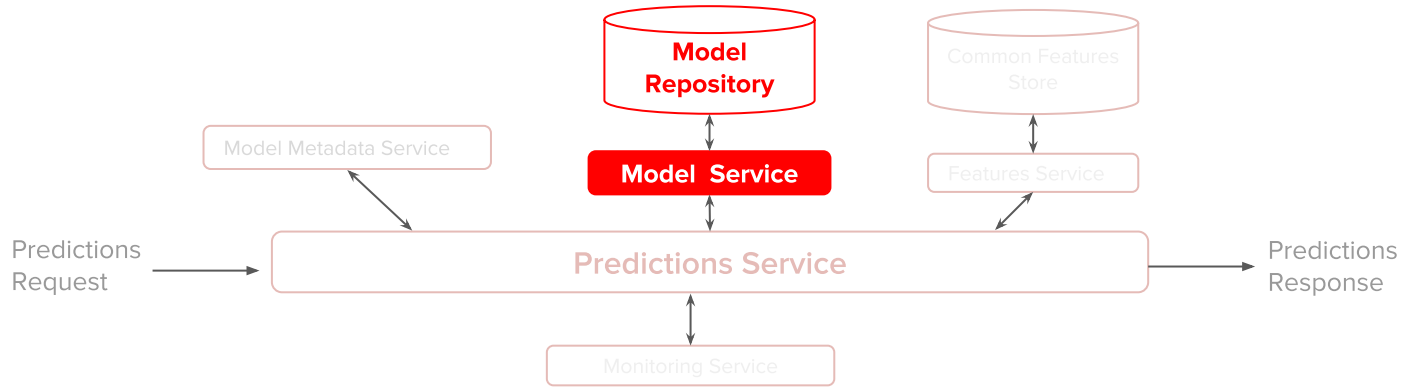 Model
Repository
Common Features
Store
Model Metadata Service
Model Service
Features Service
Predictions
Request
Predictions Service
Predictions
Response
Monitoring Service